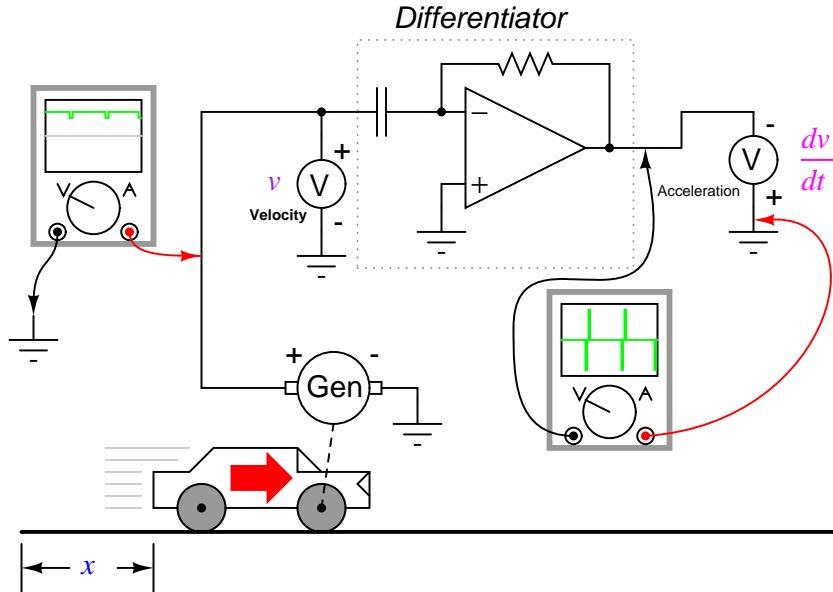 Differentiator
V A
v
Velocity
+
V
-
−
+
Acceleration
-
V
+
dv
dt
+ Gen -
V A
x